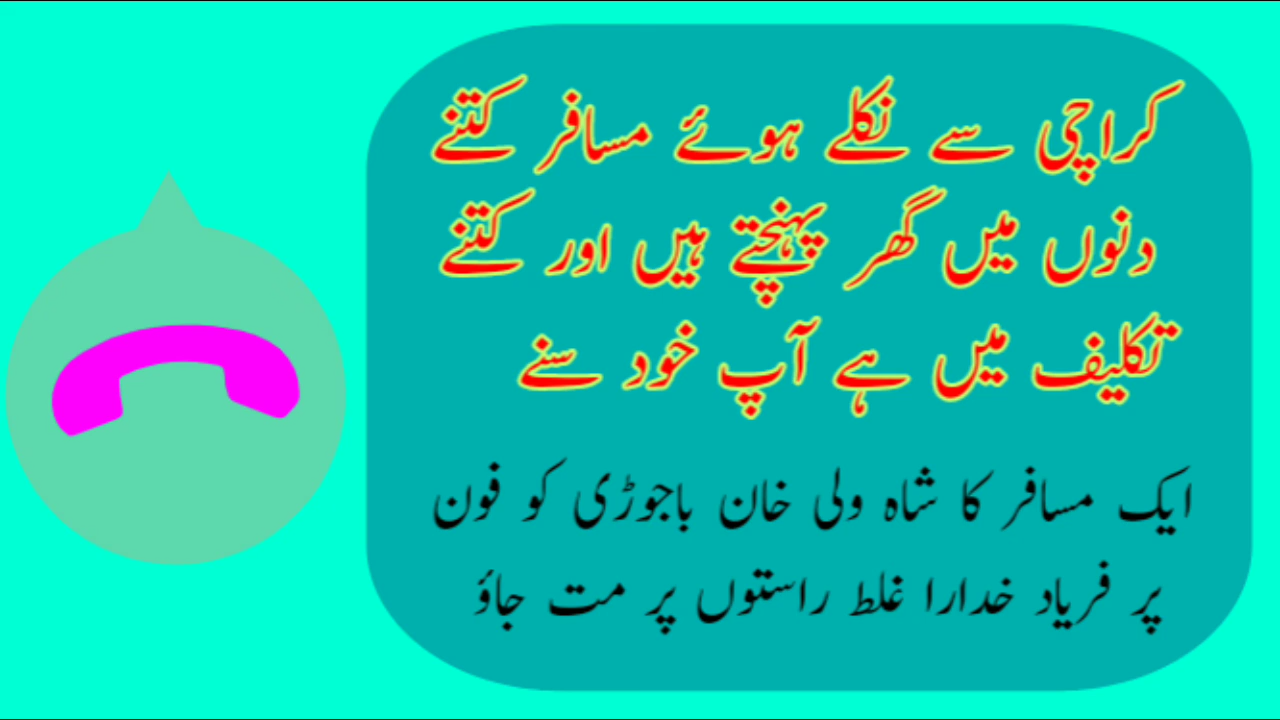 کراچی سے نکلے ہوئے مسافر کتنے
دنوں میں گھر پہنچتے ہیں اور کتنے
تکلیف میں ہے آپ خود سنے
ایک مسافر کا شاہ ولی خان باجوڑی کو فون
پر فریاد خدارا غلط راستوں پر مت جاؤ